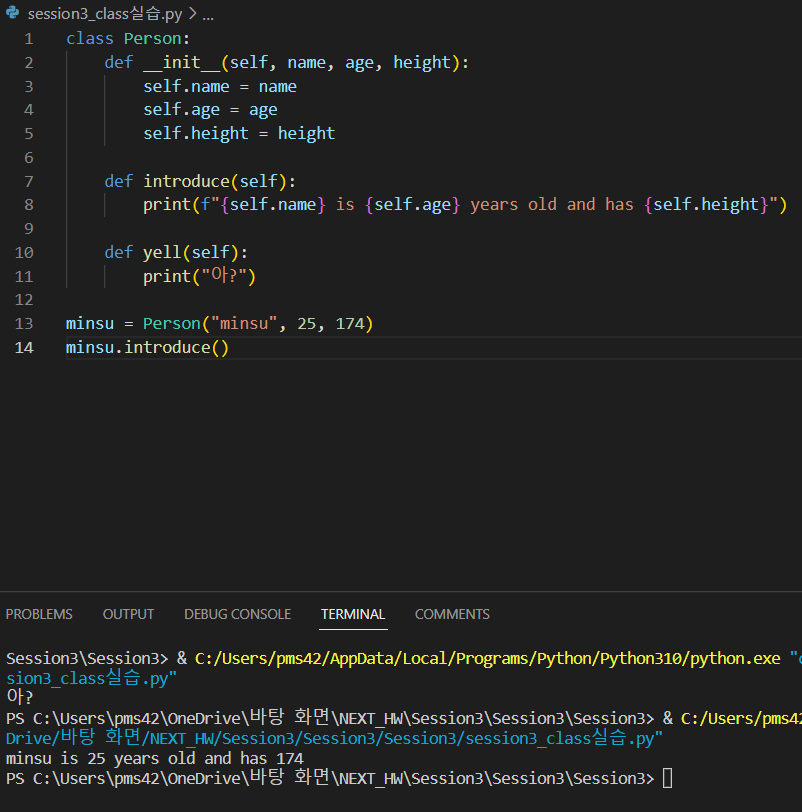 session3_class실습.py > ...
1 class Person:
2 def __init__(self, name, age, height):
3 self.name = name
4 self.age = age
5 self.height = height
6
7 def introduce(self):
8 print(f"{self.name} is {self.age} years old and has {self.height}")
9
10 def yell(self):
11 print("아?")
12
13 minsu = Person("minsu", 25, 174)
14 minsu.introduce()
PROBLEMS OUTPUT DEBUG CONSOLE TERMINAL COMMENTS
Session3\Session3> & C:/Users/pms42/AppData/Local/Programs/Python/Python310/python.exe "
sion3_class실습.py"
아?
PS C:\Users\pms42\OneDrive\바탕 화면\NEXT_HW\Session3\Session3\Session3> & C:/Users/pms42
Drive/바탕 화면/NEXT_HW/Session3/Session3/Session3/session3_class실습.py"
minsu is 25 years old and has 174
PS C:\Users\pms42\OneDrive\바탕 화면\NEXT_HW\Session3\Session3\Session3>